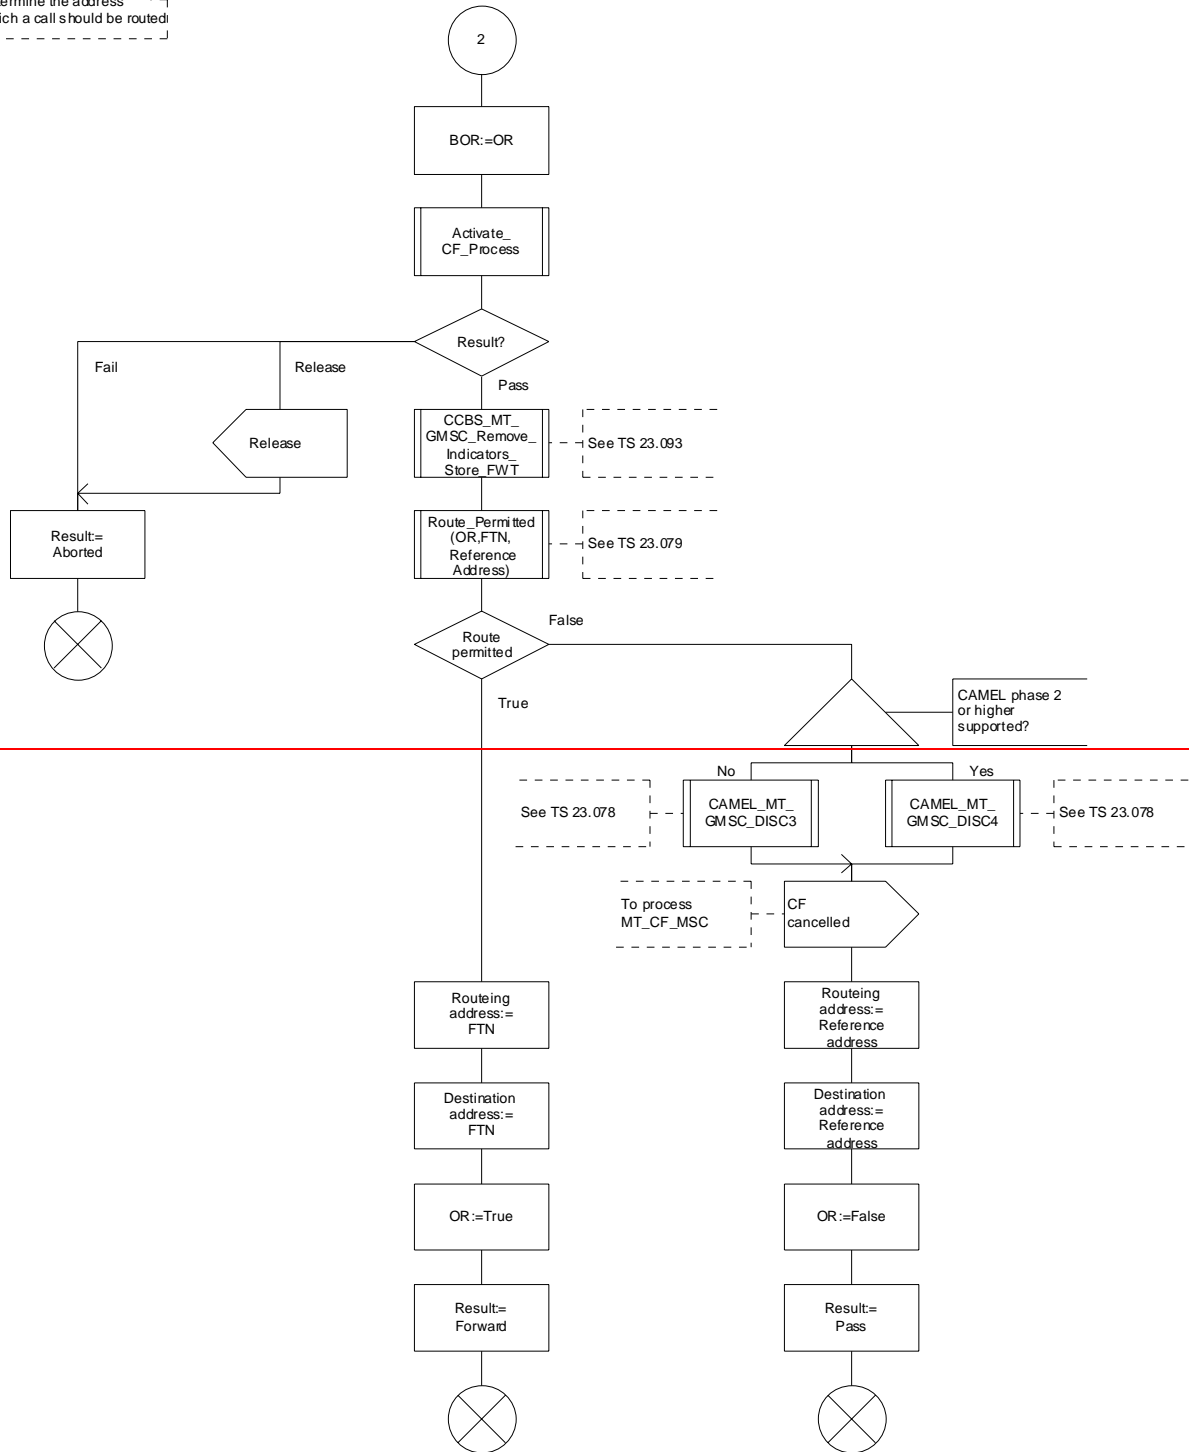 termine the address
ich a call should be routed
2
BOR:=OR
Activate_
CF_Process
Result?
Fail
Release
Pass
Release
CCBS_MT_
GMSC_Remove_
Indicators_
Store_FWT
See TS 23.093
Result:=
Aborted
Route_Permitted
(OR,FTN,
Reference
Address)
See TS 23.079
Route
permitted
False
True
CAMEL phase 2
or higher
supported?
No
Yes
See TS 23.078
CAMEL_MT_
GMSC_DISC3
CAMEL_MT_
GMSC_DISC4
See TS 23.078
To process
MT_CF_MSC
CF
cancelled
Routeing
address:=
FTN
Routeing
address:=
Reference
address
Destination
address:=
FTN
Destination
address:=
Reference
address
OR:=True
OR:=False
Result:=
Forward
Result:=
Pass